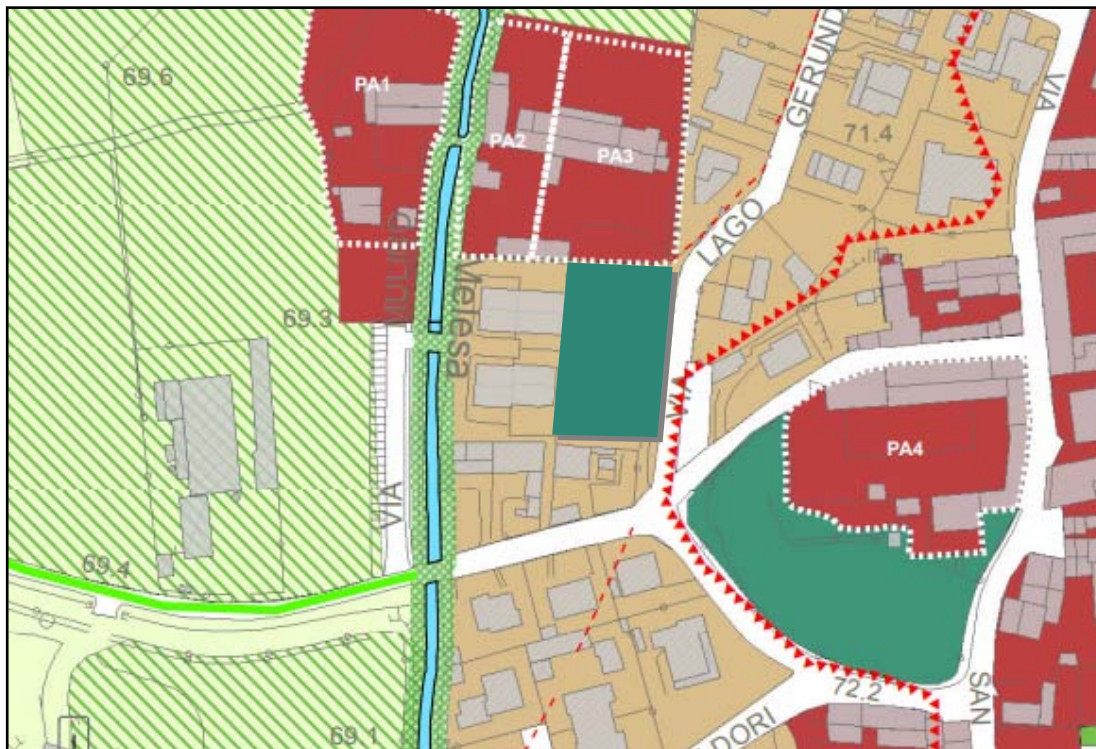 69.6
PA1
PA2
PA3
GERUND
VIA
71.4
LAGO
Melesa
69.3
VIA
PA4
VIA
69.4
72.2
SAN
DORI
69.1